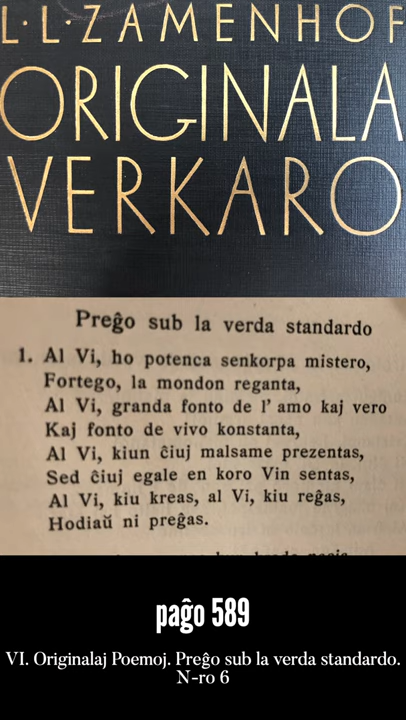 L·L·ZAMENHOF
ORIGINALA
VERKARO
Preĝo sub la verda standardo
1. Al Vi, ho potenca senkorpa mistero,
Fortego, la mondon reganta,
Al Vi, granda fonto de l' amo kaj vero
Kaj fonto de vivo konstanta,
Al Vi, kiun ĉiuj malsame prezentas,
Sed ĉiuj egale en koro Vin sentas,
Al Vi, kiu kreas, al Vi, kiu reĝas,
Hodiaŭ ni preĝas.
paĝo 589
VI. Originalaj Poemoj. Preĝo sub la verda standardo.
N-ro 6